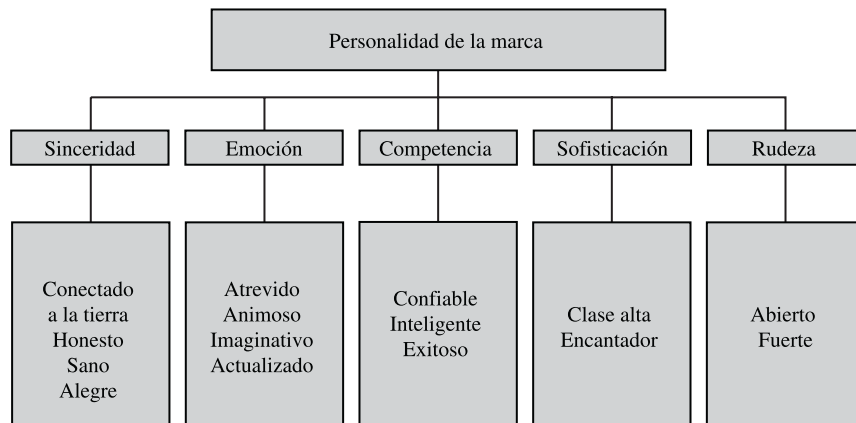 Personalidad de la marca
Sinceridad
Emoción
Competencia
Sofisticación
Rudeza
Conectado
a la tierra
Honesto
Sano
Alegre
Atrevido
Animoso
Imaginativo
Actualizado
Confiable
Inteligente
Exitoso
Clase alta
Encantador
Abierto
Fuerte